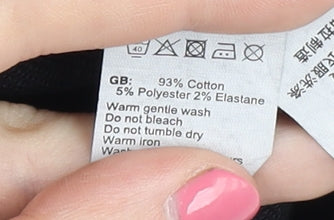 40
GB: 93% Cotton
5% Polyester 2% Elastane
Warm gentle wash
Do not bleach
Do not tumble dry
Warm iron